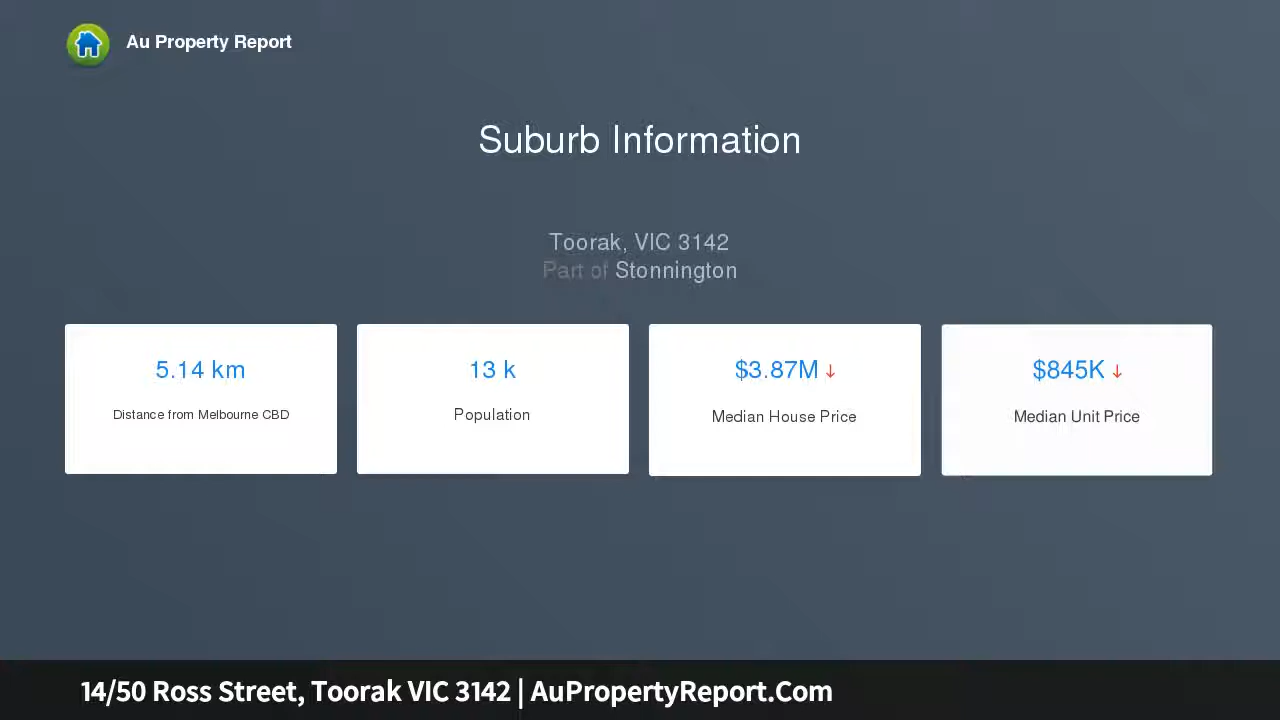 Au Property Report
Suburb Information
Toorak, VIC 3142
Part of Stonnington
5.14 km
Distance from Melbourne CBD
13 k
Population
$3.87M ↓
Median House Price
$845K ↓
Median Unit Price
14/50 Ross Street, Toorak VIC 3142 | AuPropertyReport.Com